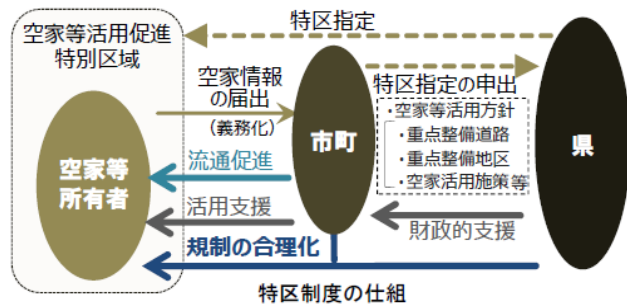 空家等活用促進
特別区域
特区指定
空家情報
の届出
(義務化)
特区指定の申出
・空家等活用方針
・重点整備道路
・重点整備地区
・空家活用施策等
空家等
所有者
市町
県
流通促進
活用支援
財政的支援
規制の合理化
特区制度の仕組